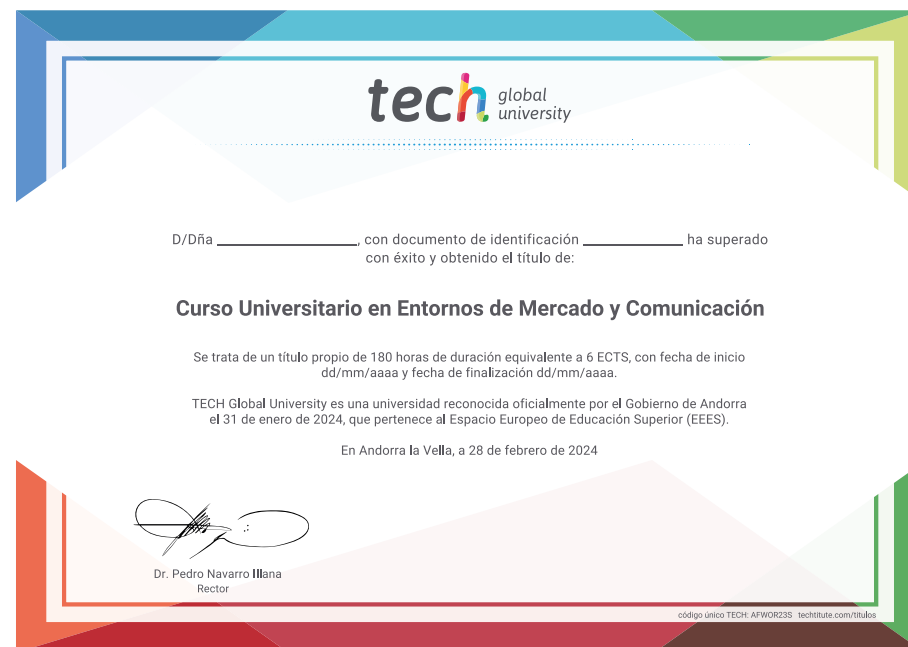 tech global university
D/Dña ____________________, con documento de identificación ______________ ha superado
con éxito y obtenido el título de:
Curso Universitario en Entornos de Mercado y Comunicación
Se trata de un título propio de 180 horas de duración equivalente a 6 ECTS, con fecha de inicio
dd/mm/aaaa y fecha de finalización dd/mm/aaaa.
TECH Global University es una universidad reconocida oficialmente por el Gobierno de Andorra
el 31 de enero de 2024, que pertenece al Espacio Europeo de Educación Superior (EEES).
En Andorra la Vella, a 28 de febrero de 2024
Dr. Pedro Navarro Illana
Rector
código único TECH: AFWOR23S techtitute.com/titulos